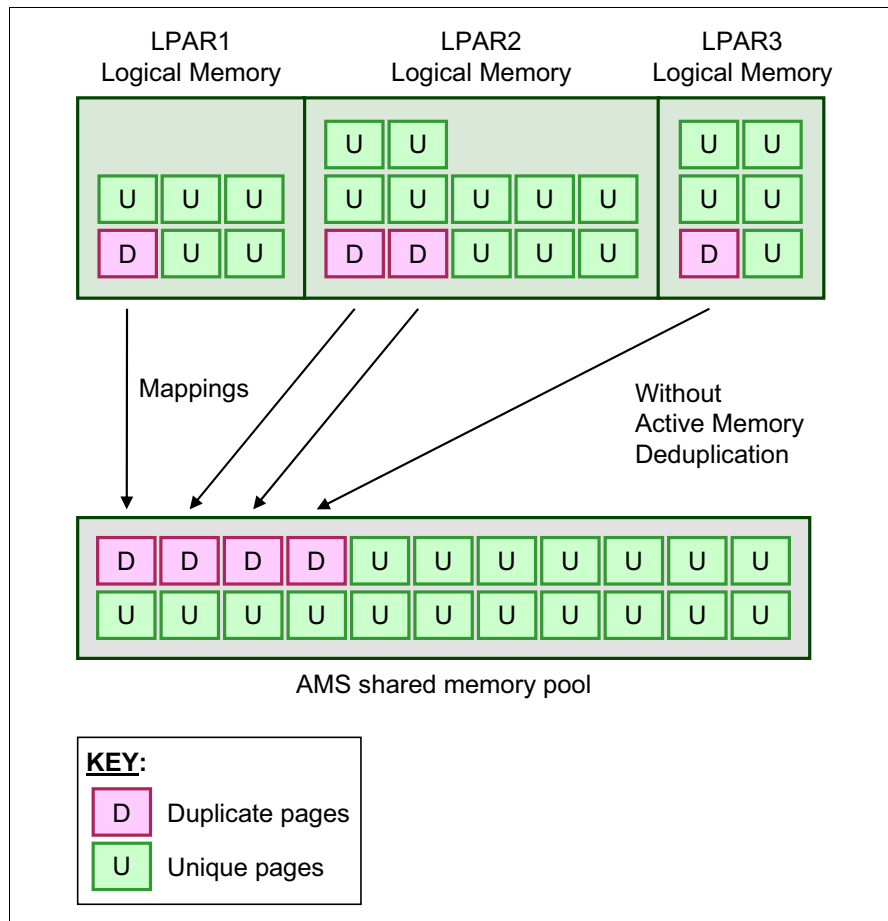 LPAR1 LPAR2 LPAR3
Logical Memory Logical Memory Logical Memory
U U U U
U U U U U U U U U U
D U U D D U U U D U
Mappings
Without
Active Memory
Deduplication
D D D D U U U U U U U
U U U U U U U U U U U
AMS shared memory pool
KEY:
D Duplicate pages
U Unique pages